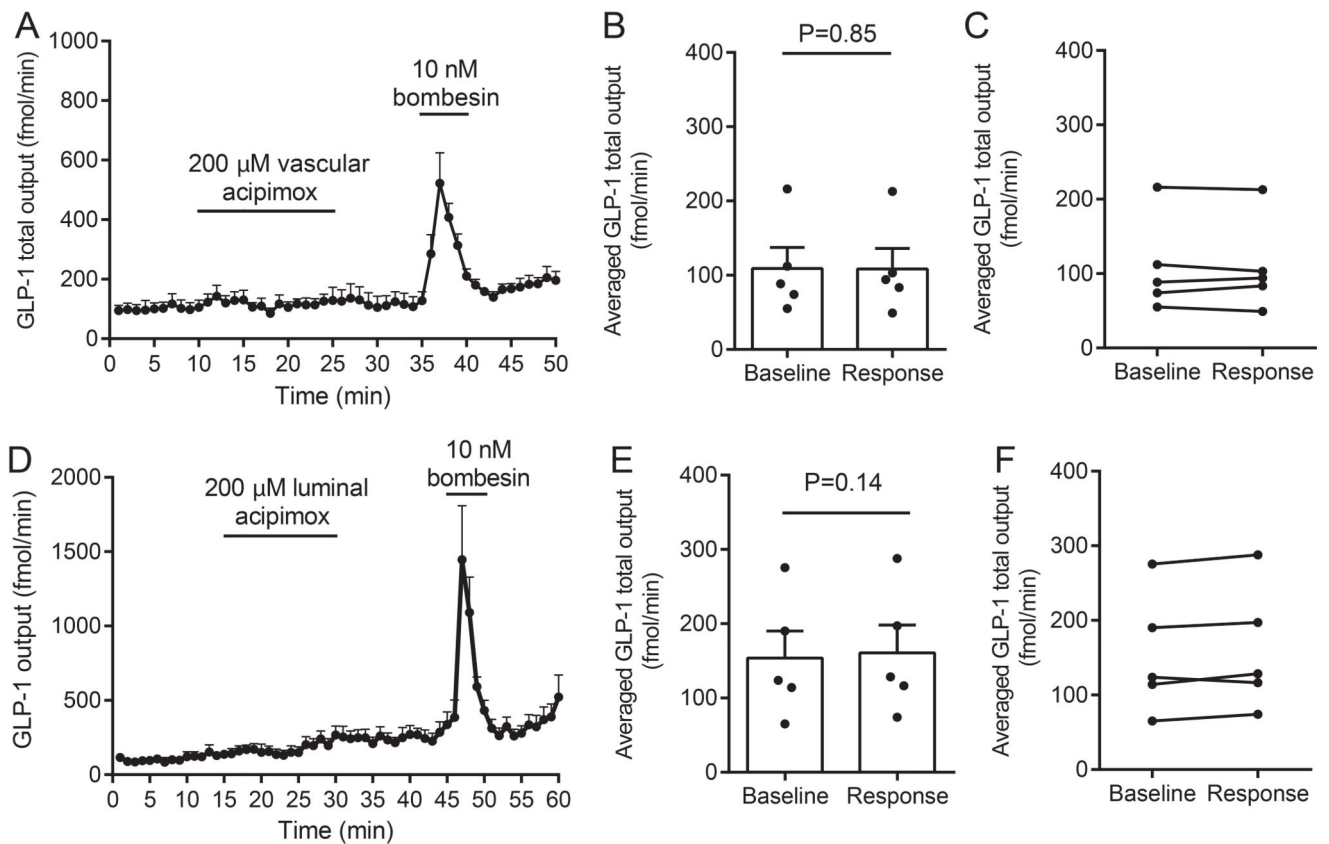 A
GLP-1 total output (fmol/min)
1000
800
600
400
200
0
200 µM vascular
acipimox
10 nM
bombesin
0 5 10 15 20 25 30 35 40 45 50
Time (min)
B
Averaged GLP-1 total output
(fmol/min)
400
300
200
100
0
P=0.85
Baseline Response
C
Averaged GLP-1 total output
(fmol/min)
400
300
200
100
0
Baseline Response
D
GLP-1 output (fmol/min)
2000
1500
1000
500
0
200 µM luminal
acipimox
10 nM
bombesin
0 5 10 15 20 25 30 35 40 45 50 55 60
Time (min)
E
Averaged GLP-1 total output
(fmol/min)
400
300
200
100
0
P=0.14
Baseline Response
F
Averaged GLP-1 total output
(fmol/min)
400
300
200
100
0
Baseline Response